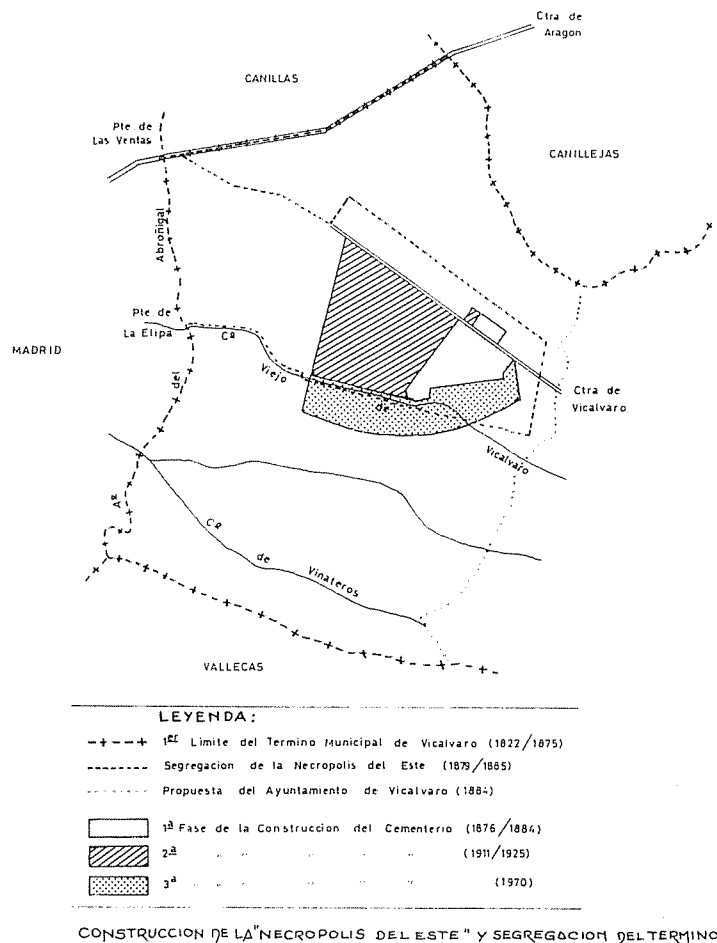 Ctra de
Aragon
CANILLAS
Pte. de
Las Ventas
CANILLEJAS
Abroñigal
Pte. de
La Elipa
Cº
Viejo
de
Vicalvaro
MADRID
del
Aº
Ctra de
Vicalvaro
Cº
de
Vinateros
VALLECAS
LEYENDA:
1er Limite del Termino Municipal de Vicalvaro (1822/1875)
Segregacion de la Necropolis del Este (1879/1885)
Propuesta del Ayuntamiento de Vicalvaro (1884)
1ª Fase de la Construccion del Cementerio (1876/1884)
2ª " " " " " (1911/1925)
3ª " " " " " (1970)
CONSTRUCCION DE LA "NECROPOLIS DEL ESTE" Y SEGREGACION DEL TERMINO